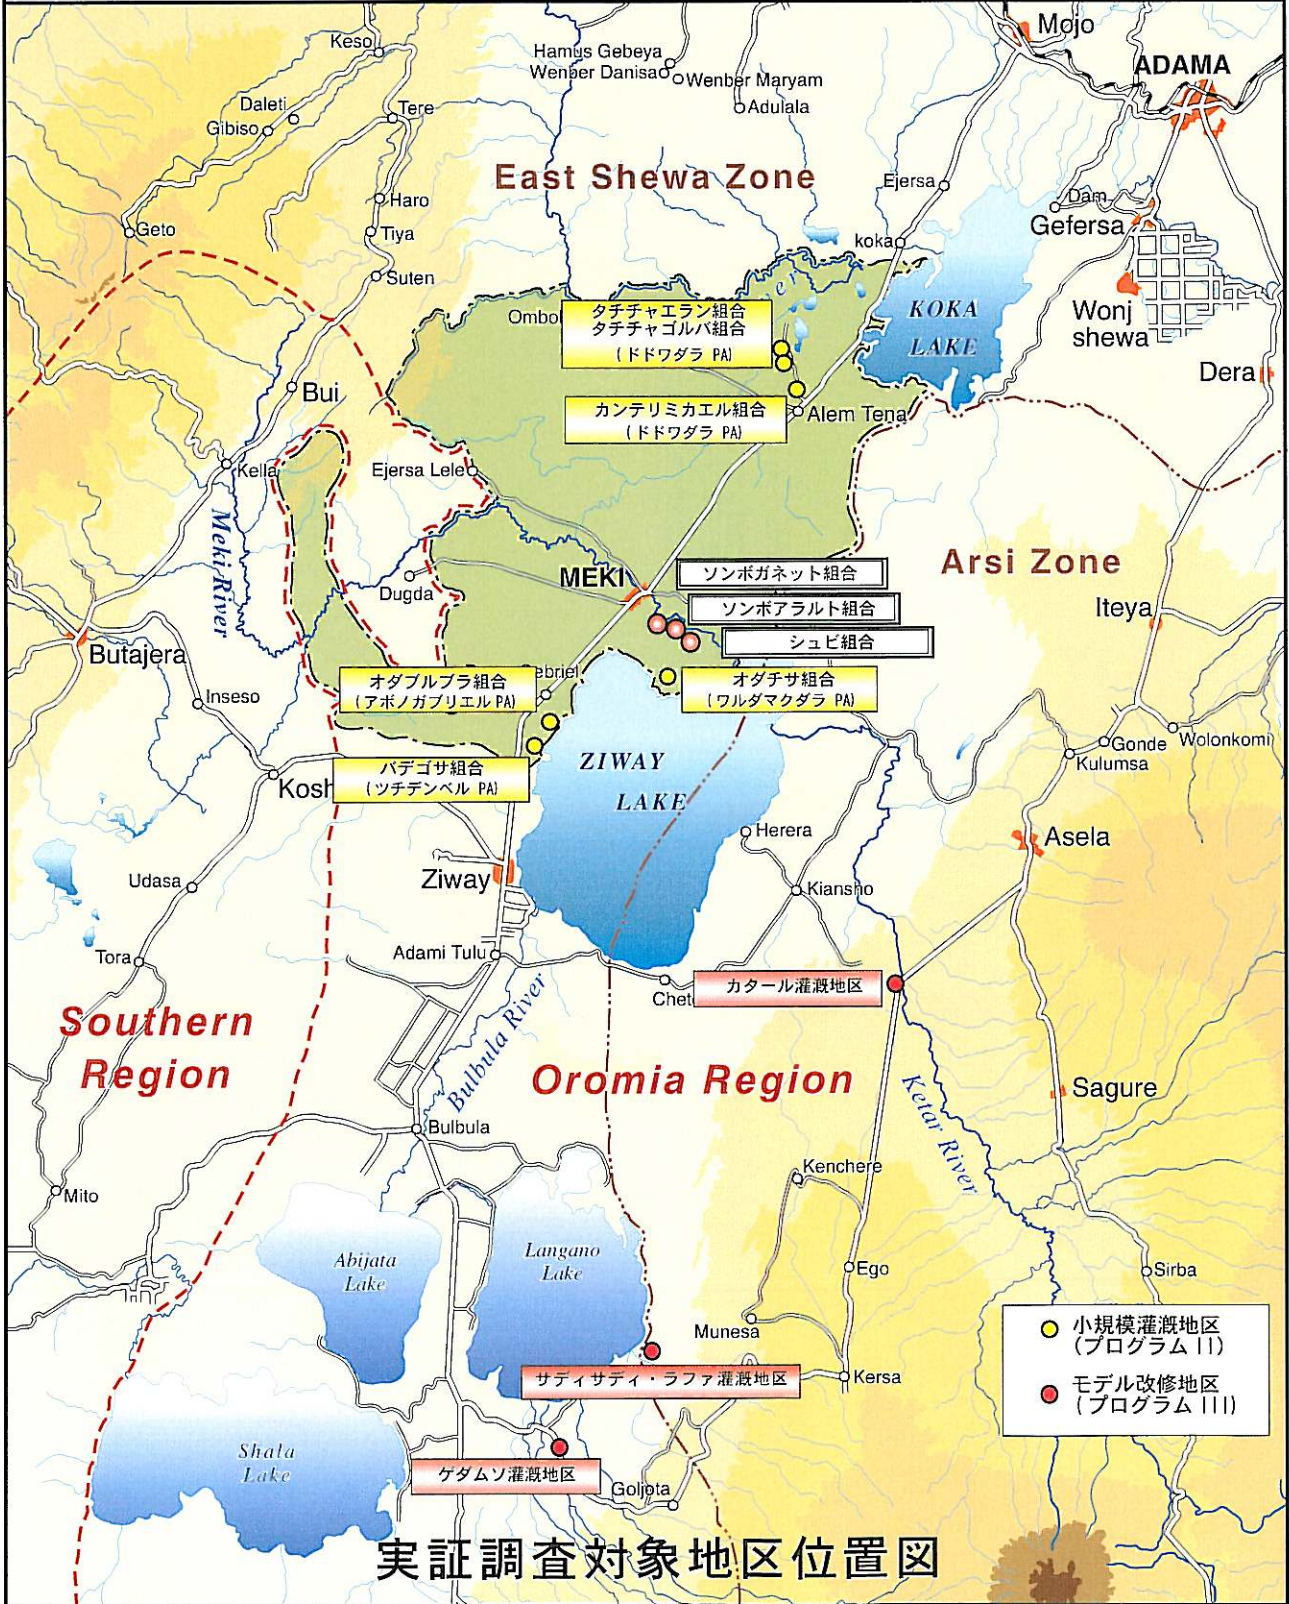 Mojo
Keso
Hamus Gebeya
Wenber Danisa
Wenber Maryam
ADAMA
Daleti
Gibiso
Tere
Adulala
East Shewa Zone
Ejersa
Dam
Haro
Geto
Tiya
Gefersa
koka
Suten
KOKA
LAKE
Wonj
shewa
タチチャエラン組合
タチチャゴルバ組合
(ドドワダラ PA)
Dera
Bui
カンテリミカエル組合
(ドドワダラ PA)
Alem Tena
Kella
Ejersa Lele
Meki River
Arsi Zone
MEKI
ソンボガネット組合
Dugda
ソンボアラルト組合
Iteya
シュビ組合
Butajera
オダブルブラ組合
(アボノガブリエル PA)
ebriel
オダチサ組合
(ワルダマクダラ PA)
Inseso
Gonde
Wolonkomi
Kulumsa
ZIWAY
LAKE
バデゴサ組合
(ツチデンベル PA)
Kosh
Herera
Asela
Udasa
Ziway
Kiansho
Tora
Adami Tulu
Chet
カタール灌漑地区
Southern
Region
Bulbula River
Oromia Region
Ketar River
Sagure
Bulbula
Kenchere
Mito
Abijata
Lake
Langano
Lake
Ego
Sirba
Munesa
小規模灌漑地区
(プログラム II)
サディサディ・ラファ灌漑地区
Kersa
モデル改修地区
(プログラム III)
Shala
Lake
ゲダムソ灌漑地区
Goljota
実証調査対象地区位置図